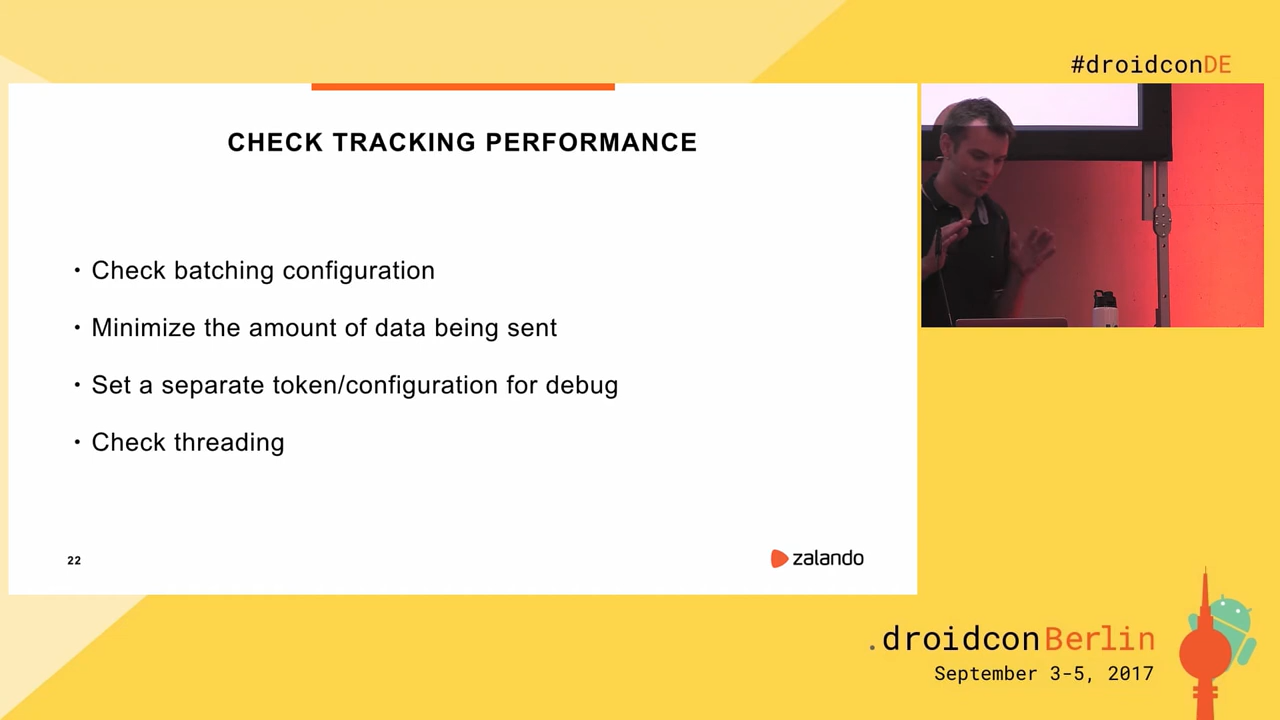 #droidconDE
CHECK TRACKING PERFORMANCE
• Check batching configuration
• Minimize the amount of data being sent
• Set a separate token/configuration for debug
• Check threading
22
zalando
.droidconBerlin
September 3-5, 2017